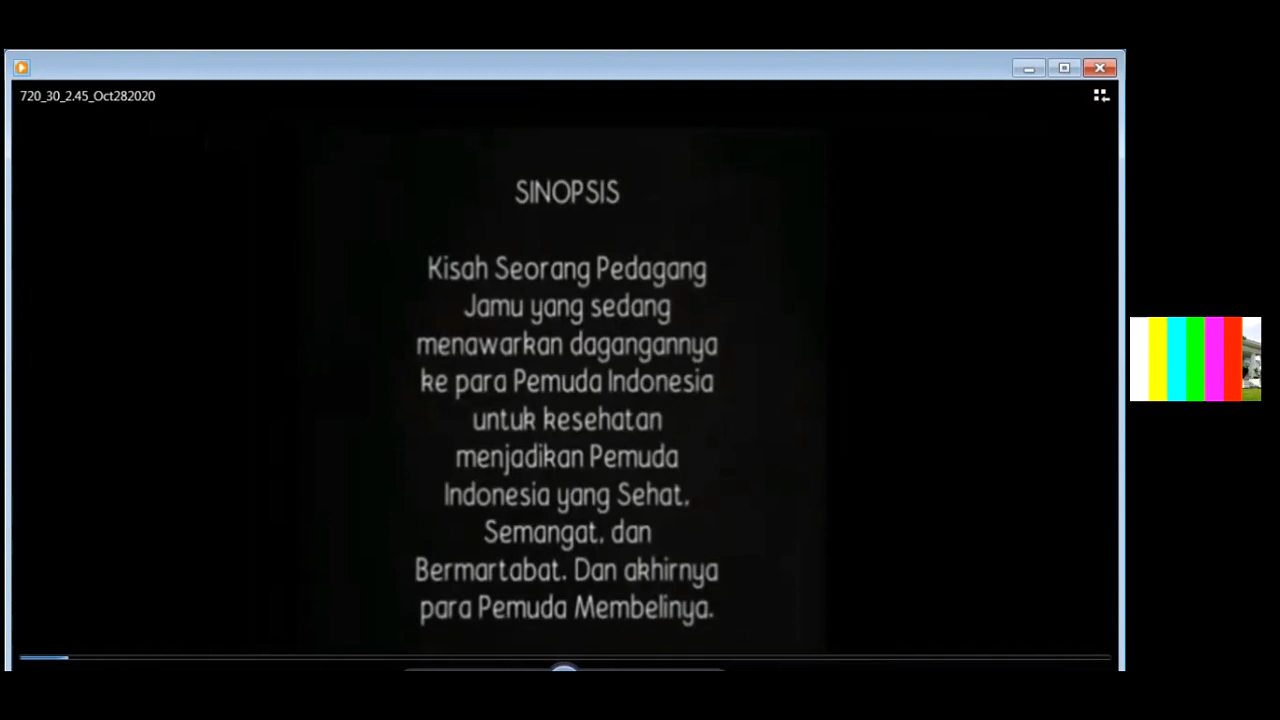 720_30_2.45_Oct282020
SINOPSIS
Kisah Seorang Pedagang
Jamu yang sedang
menawarkan dagangannya
ke para Pemuda Indonesia
untuk kesehatan
menjadikan Pemuda
Indonesia yang Sehat,
Semangat, dan
Bermartabat. Dan akhirnya
para Pemuda Membelinya.